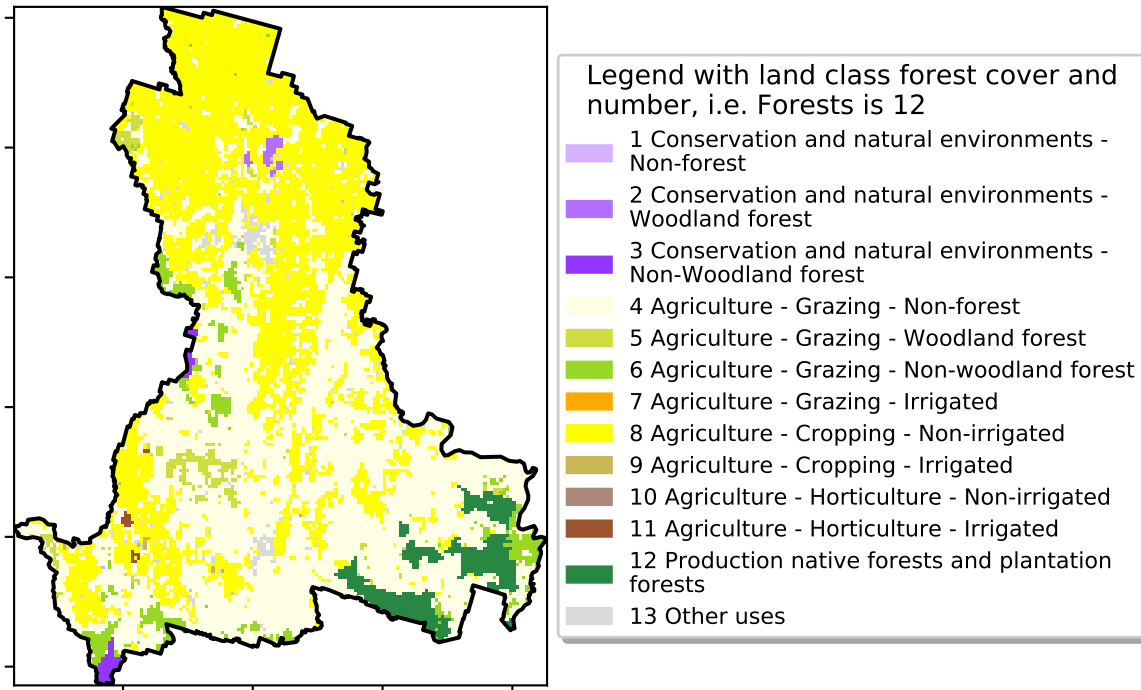 Legend with land class forest cover and
number, i.e. Forests is 12
1 Conservation and natural environments -
Non-forest
2 Conservation and natural environments -
Woodland forest
3 Conservation and natural environments -
Non-Woodland forest
4 Agriculture - Grazing - Non-forest
5 Agriculture - Grazing - Woodland forest
6 Agriculture - Grazing - Non-woodland forest
7 Agriculture - Grazing - Irrigated
8 Agriculture - Cropping - Non-irrigated
9 Agriculture - Cropping - Irrigated
10 Agriculture - Horticulture - Non-irrigated
11 Agriculture - Horticulture - Irrigated
12 Production native forests and plantation
forests
13 Other uses